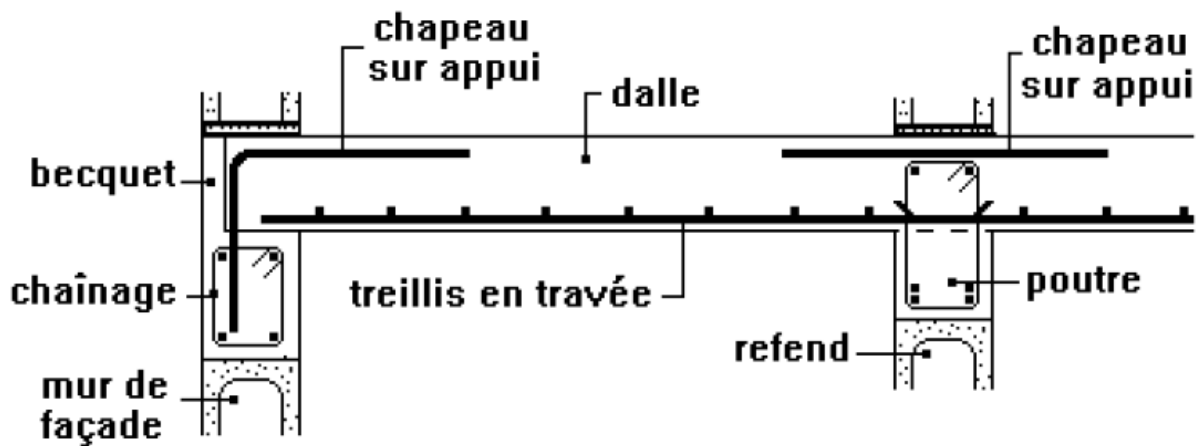 chapeau
sur appui
dalle
chapeau
sur appui
becquet
chaînage
treillis en travée
poutre
refend
mur de
façade